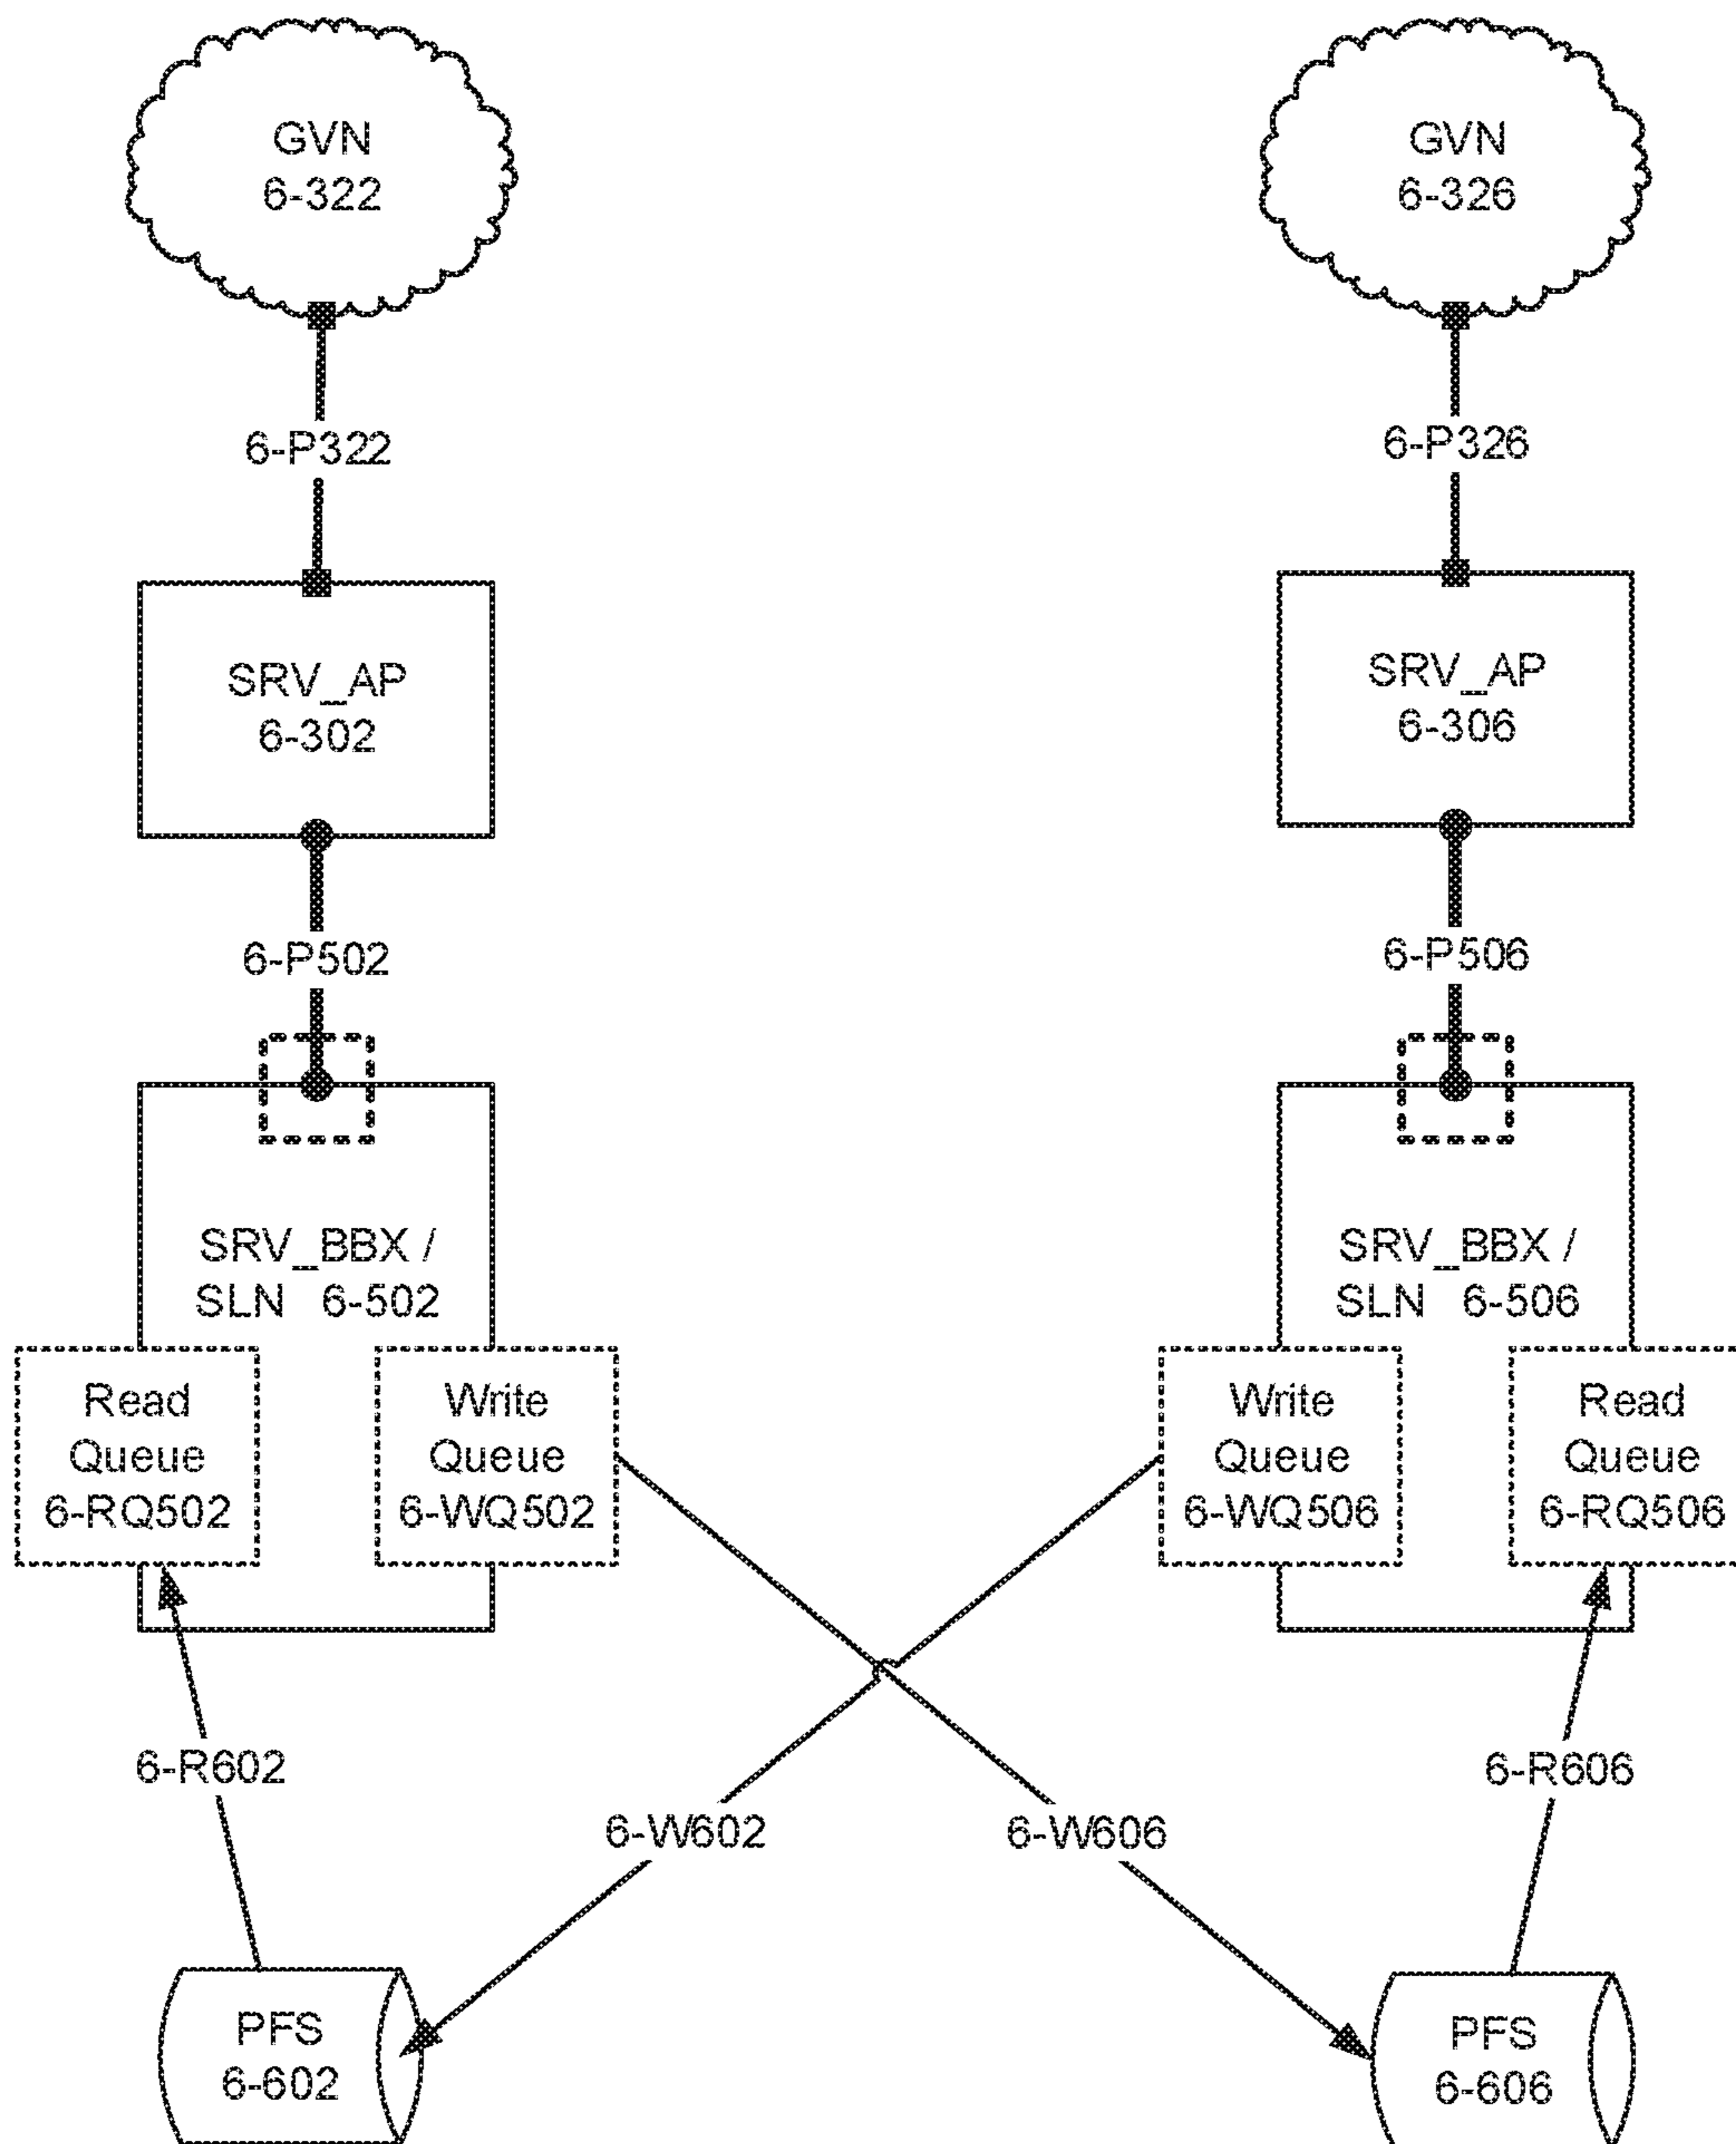 GVN
6-322
GVN
6-326
6-P322
6-P326
SRV_AP
6-302
SRV_AP
6-306
6-P502
6-P506
SRV_BBX /
SLN 6-502
SRV_BBX /
SLN 6-506
Read
Queue
6-RQ502
Write
Queue
6-WQ502
Write
Queue
6-WQ506
Read
Queue
6-RQ506
6-R602
6-R606
6-W602
6-W606
PFS
6-602
PFS
6-606